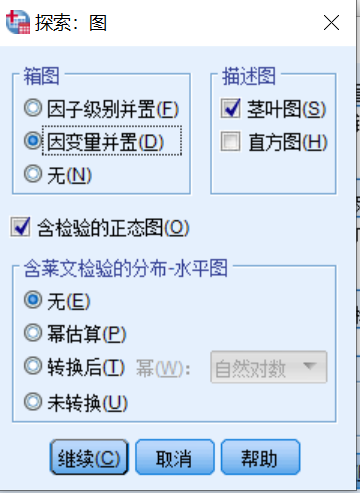 探索：图
箱图
因子级别并置(F)
因变量并置(D)
无(N)
描述图
茎叶图(S)
直方图(H)
含检验的正态图(O)
含莱文检验的分布-水平图
无(E)
幂估算(P)
转换后(T) 幂(W)： 自然对数
未转换(U)
继续(C) 取消 帮助